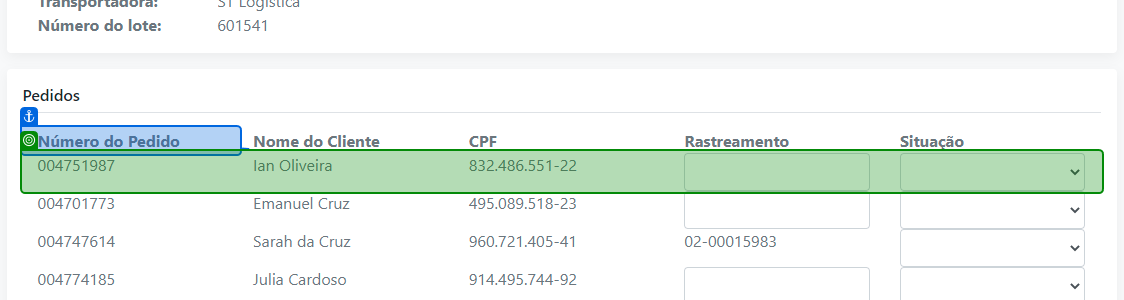 Transportadora: ST Logística
Número do lote: 601541
Pedidos
Número do Pedido Nome do Cliente CPF Rastreamento Situação
004751987 Ian Oliveira 832.486.551-22
004701773 Emanuel Cruz 495.089.518-23
004747614 Sarah da Cruz 960.721.405-41 02-00015983
004774185 Julia Cardoso 914.495.744-92